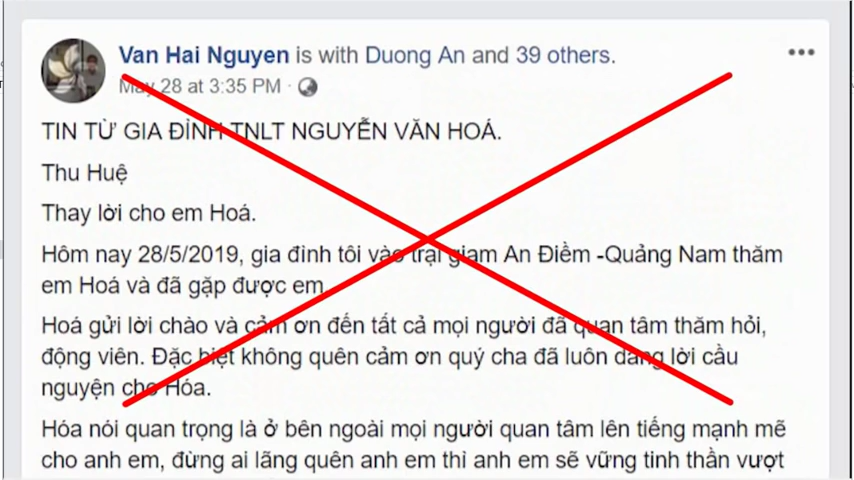 Van Hai Nguyen is with Duong An and 39 others.
May 28 at 3:35 PM ·
TIN TỪ GIA ĐÌNH TNLT NGUYỄN VĂN HOÁ.
Thu Huệ
Thay lời cho em Hoá.
Hôm nay 28/5/2019, gia đình tôi vào trại giam An Điềm -Quảng Nam thăm
em Hoá và đã gặp được em.
Hoá gửi lời chào và cảm ơn đến tất cả mọi người đã quan tâm thăm hỏi,
động viên. Đặc biệt không quên cảm ơn quý cha đã luôn dâng lời cầu
nguyện cho Hóa.
Hóa nói quan trọng là ở bên ngoài mọi người quan tâm lên tiếng mạnh mẽ
cho anh em, đừng ai lãng quên anh em thì anh em sẽ vững tinh thần vượt